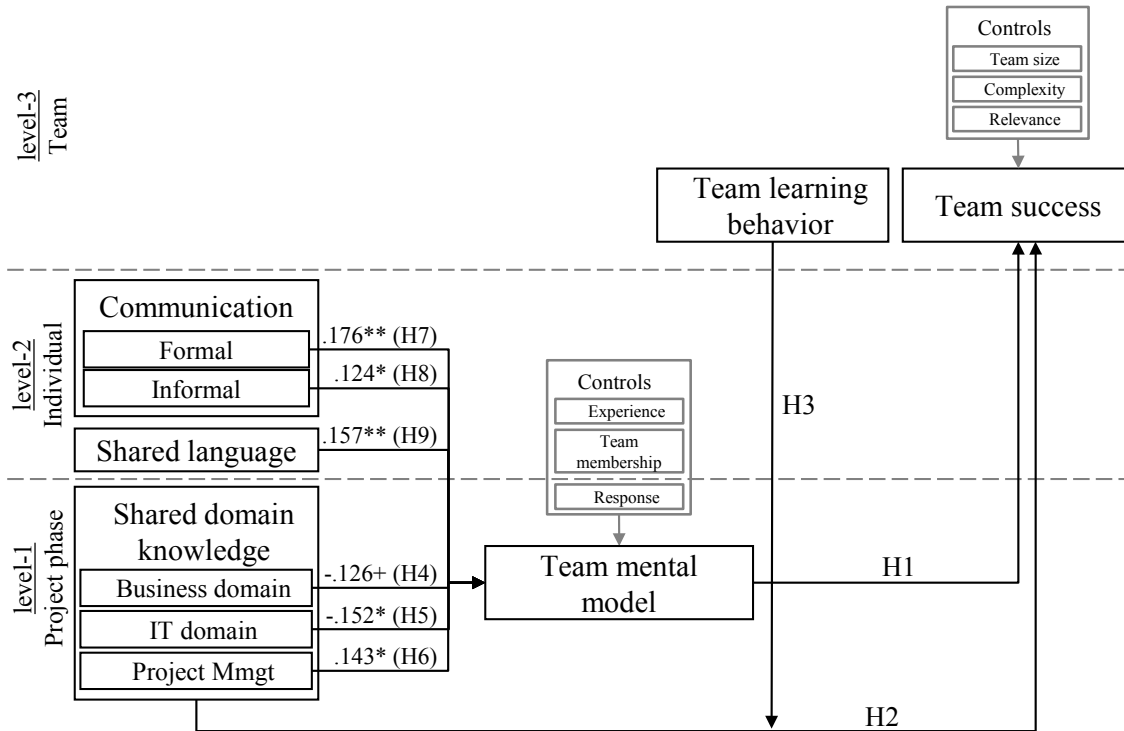 Controls
Team size
Complexity
Relevance
level-3
Team
Team learning
behavior
Team success
level-2
Individual
Communication
Formal
Informal
.176** (H7)
.124* (H8)
Shared language
.157** (H9)
Controls
Experience
Team
membership
Response
H3
level-1
Project phase
Shared domain
knowledge
Business domain
IT domain
Project Mmgt
-.126+ (H4)
-.152* (H5)
.143* (H6)
Team mental
model
H1
H2